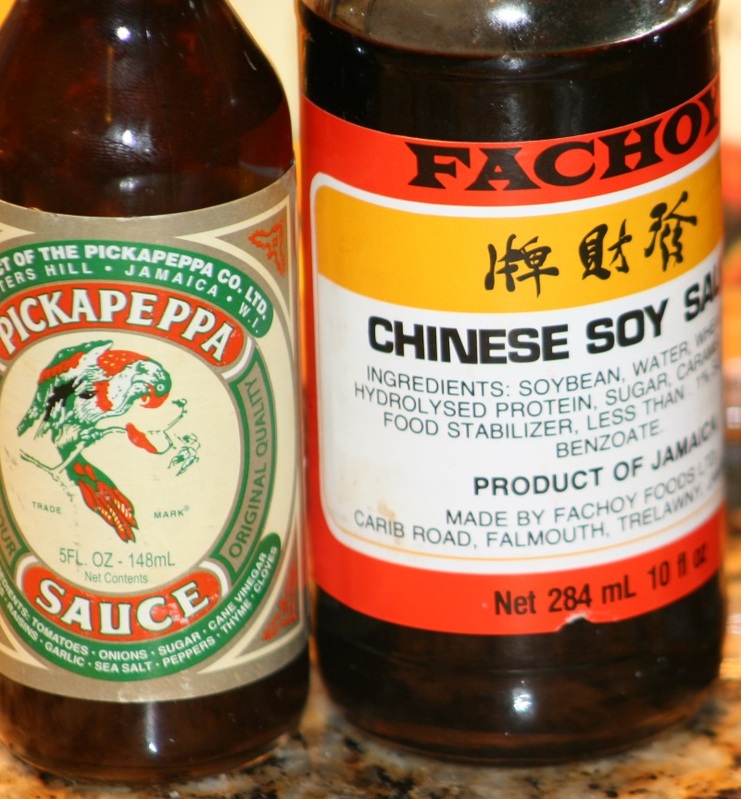 CT OF THE PICKAPEPPA CO. LTD.
TERS HILL • JAMAICA • W.I.
PICKAPEPPA
ORIGINAL QUALITY
TRADE MARK®
5FL. OZ - 148mL
Net Contents
SAUCE
TOMATOES • ONIONS • SUGAR • CANE VINEGAR
RAISINS • GARLIC • SEA SALT • PEPPERS • THYME • CLOVES
FACHOY
牌財發
CHINESE SOY
INGREDIENTS: SOYBEAN, WATER,
HYDROLYSED PROTEIN, SUGAR,
FOOD STABILIZER, LESS THAN
BENZOATE.
PRODUCT OF JAMAICA
MADE BY FACHOY FOODS
CARIB ROAD, FALMOUTH, TRELAWNY,
Net 284 mL 10 fl oz